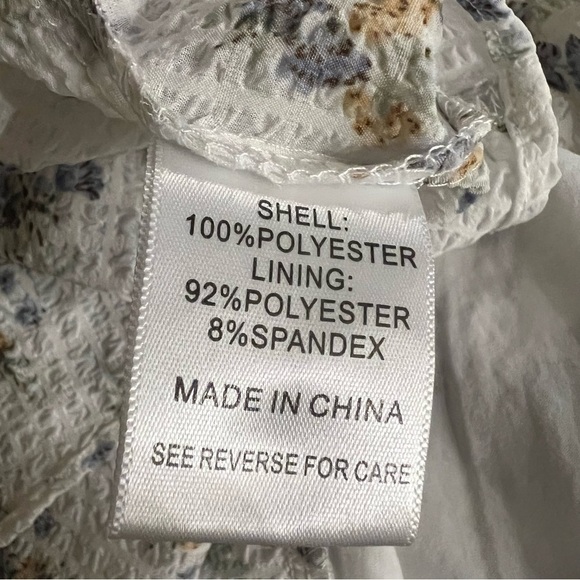 SHELL:
100%POLYESTER
LINING:
92%POLYESTER
8%SPANDEX
MADE IN CHINA
SEE REVERSE FOR CARE